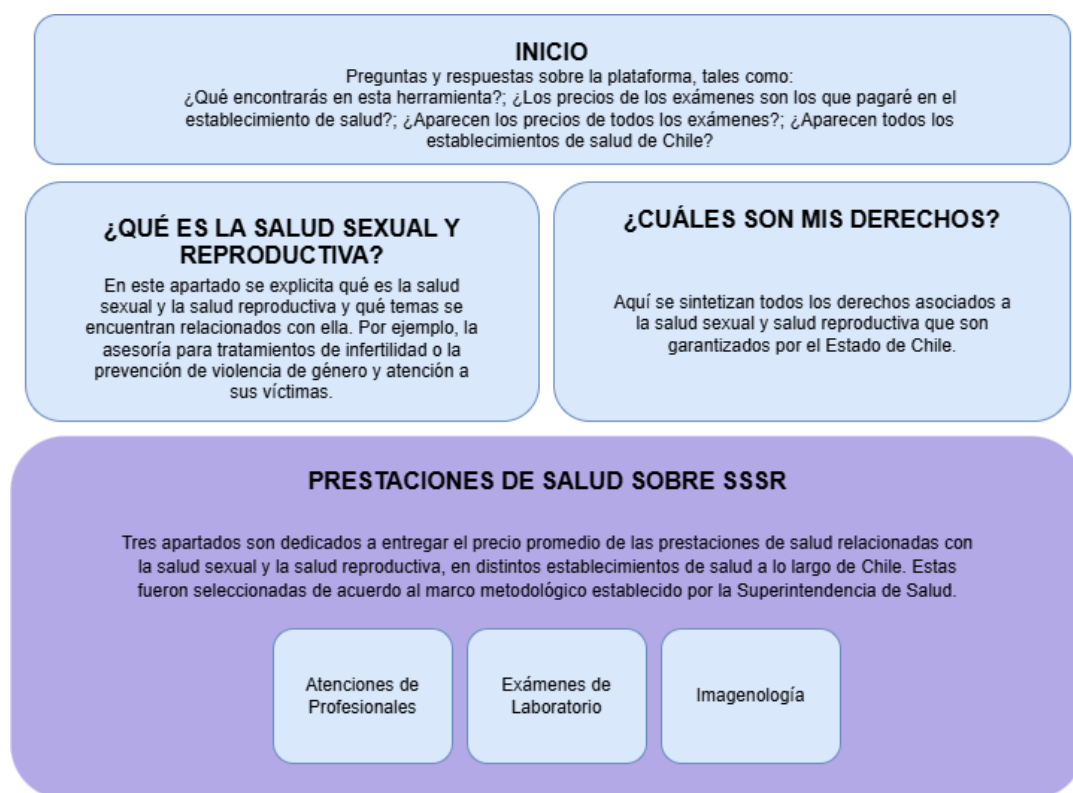 INICIO
Preguntas y respuestas sobre la plataforma, tales como:
¿Qué encontrarás en esta herramienta?; ¿Los precios de los exámenes son los que pagaré en el
establecimiento de salud?; ¿Aparecen los precios de todos los exámenes?; ¿Aparecen todos los
establecimientos de salud de Chile?
¿QUÉ ES LA SALUD SEXUAL Y
REPRODUCTIVA?
En este apartado se explicita qué es la salud
sexual y la salud reproductiva y qué temas se
encuentran relacionados con ella. Por ejemplo, la
asesoría para tratamientos de infertilidad o la
prevención de violencia de género y atención a
sus víctimas.
¿CUÁLES SON MIS DERECHOS?
Aquí se sintetizan todos los derechos asociados a
la salud sexual y salud reproductiva que son
garantizados por el Estado de Chile.
PRESTACIONES DE SALUD SOBRE SSSR
Tres apartados son dedicados a entregar el precio promedio de las prestaciones de salud relacionadas con
la salud sexual y la salud reproductiva, en distintos establecimientos de salud a lo largo de Chile. Estas
fueron seleccionadas de acuerdo al marco metodológico establecido por la Superintendencia de Salud.
Atenciones de
Profesionales
Exámenes de
Laboratorio
Imagenología